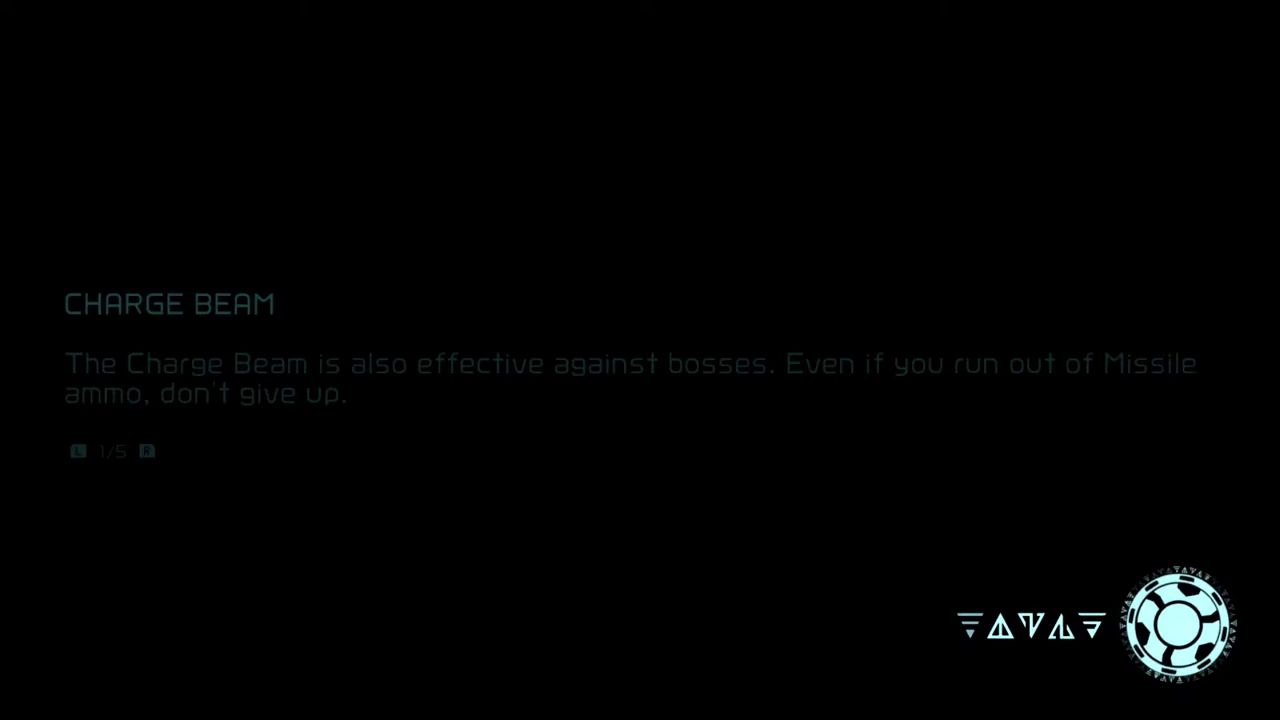 CHARGE BEAM
The Charge Beam is also effective against bosses. Even if you run out of Missile
ammo, don't give up.
L 1/5 R